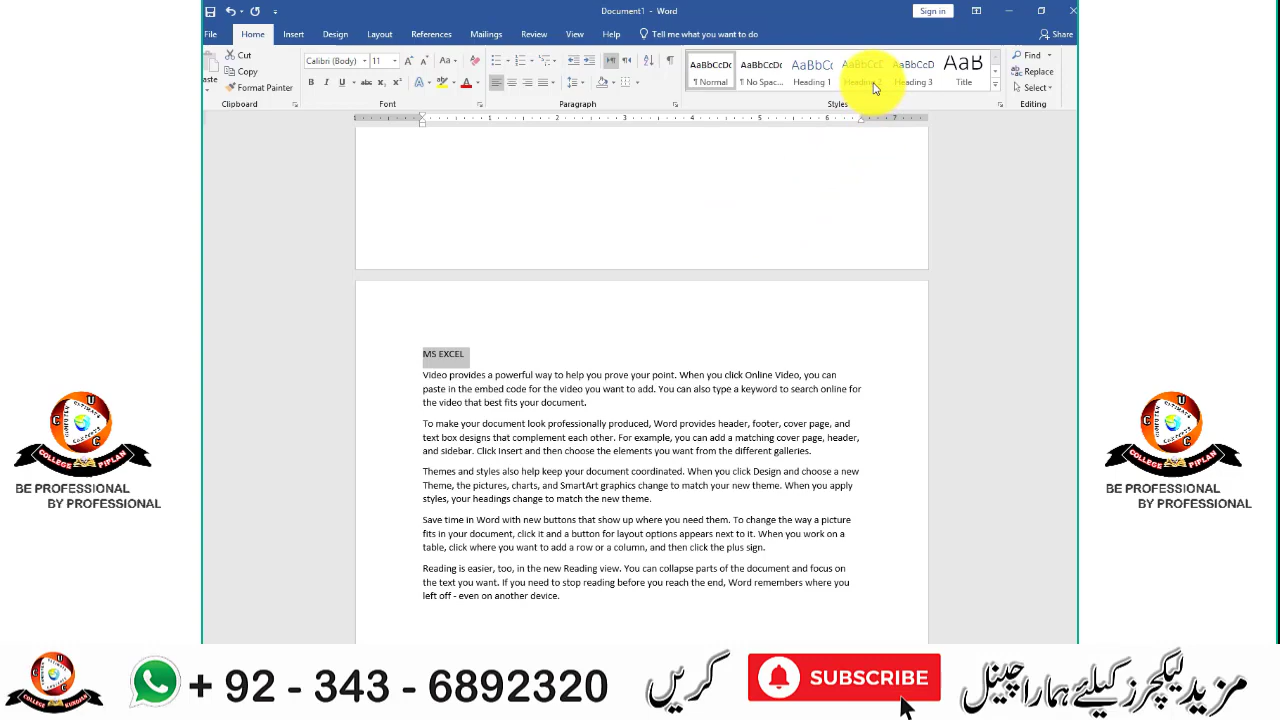 Document1 - Word
Sign in
File
Home
Insert
Design
Layout
References
Mailings
Review
View
Help
Tell me what you want to do
Share
Cut
Copy
Format Painter
Clipboard
Calibri (Body)
11
Font
Paragraph
AaBbCcDc
¶ Normal
AaBbCcDc
¶ No Spac...
AaBbCc
Heading 1
AaBbCcE
Heading 2
AaBbCcD
Heading 3
AaB
Title
Styles
Find
Replace
Select
Editing
1 1 2 3 4 5 6 7
MS EXCEL
Video provides a powerful way to help you prove your point. When you click Online Video, you can
paste in the embed code for the video you want to add. You can also type a keyword to search online for
the video that best fits your document.
To make your document look professionally produced, Word provides header, footer, cover page, and
text box designs that complement each other. For example, you can add a matching cover page, header,
and sidebar. Click Insert and then choose the elements you want from the different galleries.
Themes and styles also help keep your document coordinated. When you click Design and choose a new
Theme, the pictures, charts, and SmartArt graphics change to match your new theme. When you apply
styles, your headings change to match the new theme.
Save time in Word with new buttons that show up where you need them. To change the way a picture
fits in your document, click it and a button for layout options appears next to it. When you work on a
table, click where you want to add a row or a column, and then click the plus sign.
Reading is easier, too, in the new Reading view. You can collapse parts of the document and focus on
the text you want. If you need to stop reading before you reach the end, Word remembers where you
left off - even on another device.
BE PROFESSIONAL
BY PROFESSIONAL
BE PROFESSIONAL
BY PROFESSIONAL
مزید لیکچرز کیلئے ہمارا چینل
SUBSCRIBE
کریں
+ 92 - 343 - 6892320